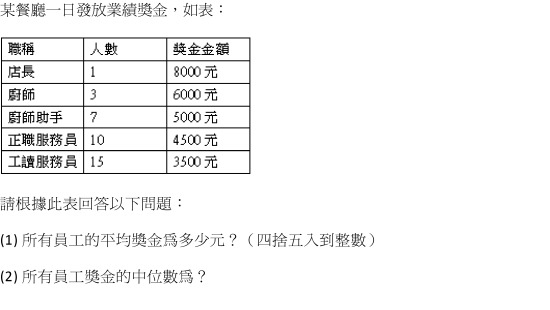 某餐廳一日發放業績獎金，如表：
職稱 人數 獎金金額
店長 1 8000 元
廚師 3 6000 元
廚師助手 7 5000 元
正職服務員 10 4500 元
工讀服務員 15 3500 元
請根據此表回答以下問題：
(1) 所有員工的平均獎金為多少元？（四捨五入到整數）
(2) 所有員工獎金的中位數為？